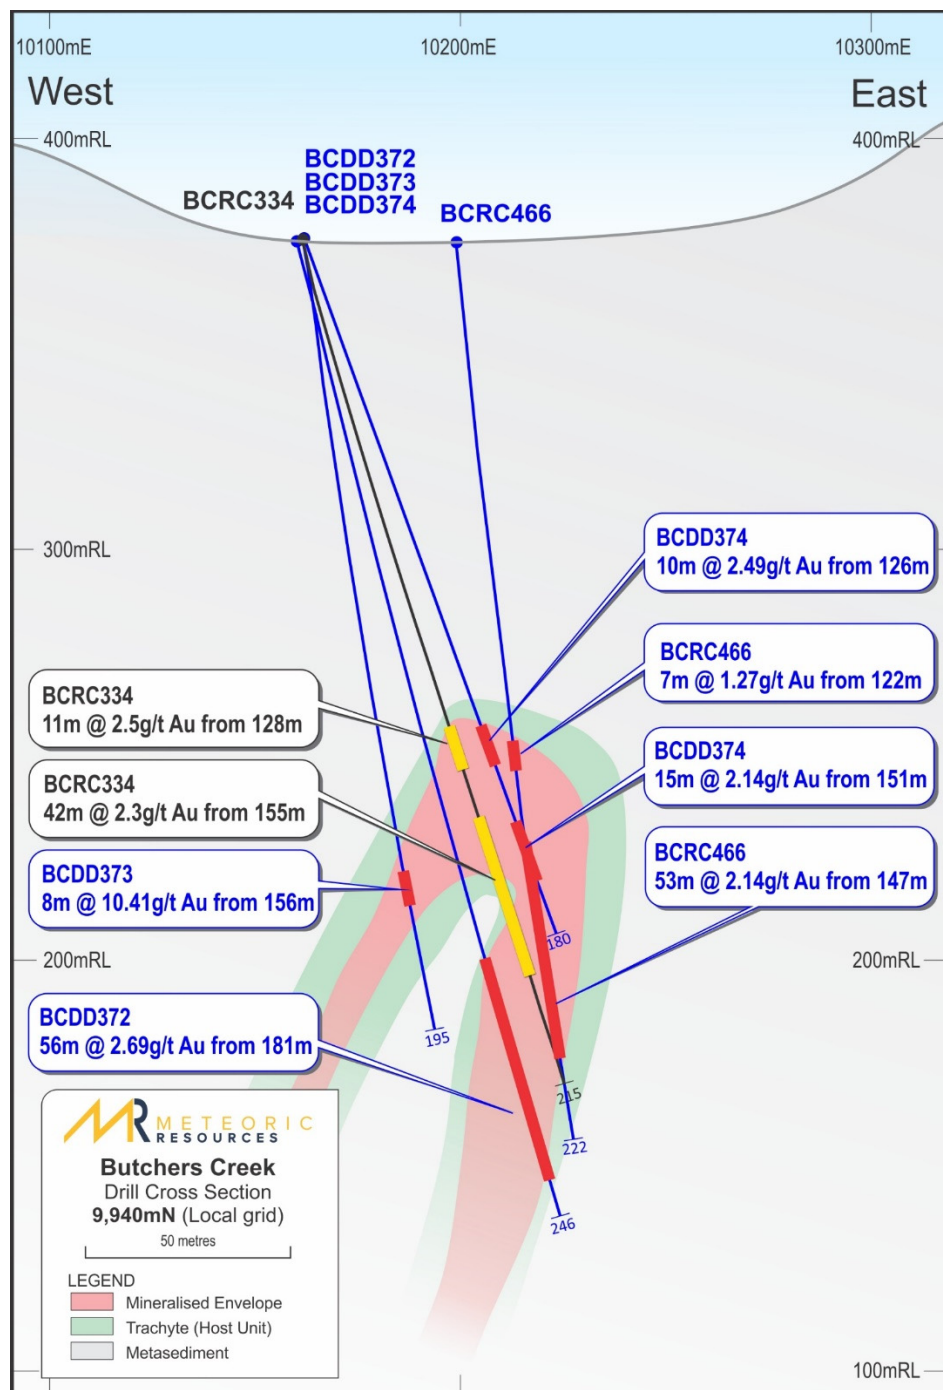 10100mE
10200mE
10300mE
West
East
400mRL
400mRL
BCDD372
BCRC334
BCDD373
BCDD374
BCRC466
300mRL
BCDD374
10m @ 2.49g/t Au from 126m
BCRC466
7m @ 1.27g/t Au from 122m
BCRC334
11m @ 2.5g/t Au from 128m
BCDD374
15m @ 2.14g/t Au from 151m
BCRC334
42m @ 2.3g/t Au from 155m
BCRC466
53m @ 2.14g/t Au from 147m
BCDD373
8m @ 10.41g/t Au from 156m
180
200mRL
200mRL
BCDD372
56m @ 2.69g/t Au from 181m
195
215
222
246
MR METEORIC
RESOURCES
Butchers Creek
Drill Cross Section
9,940mN (Local grid)
50 metres
LEGEND
Mineralised Envelope
Trachyte (Host Unit)
Metasediment
100mRL